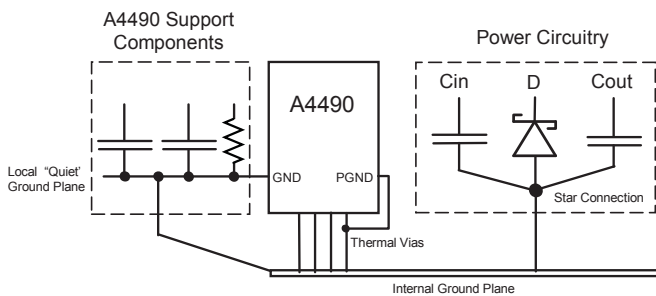 A4490 Support
Components
Power Circuitry
Cin
D
Cout
A4490
Local “Quiet’
Ground Plane
GND
PGND
Star Connection
Thermal Vias
Internal Ground Plane